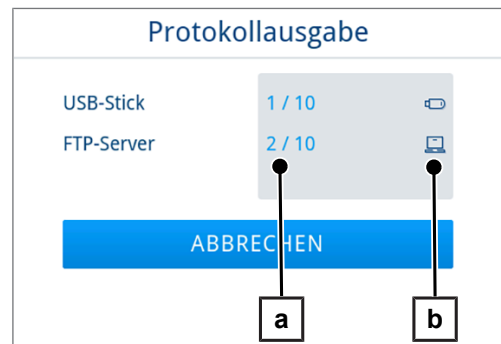 Protokollausgabe
USB-Stick 1 / 10
FTP-Server 2 / 10
ABBRECHEN
a b